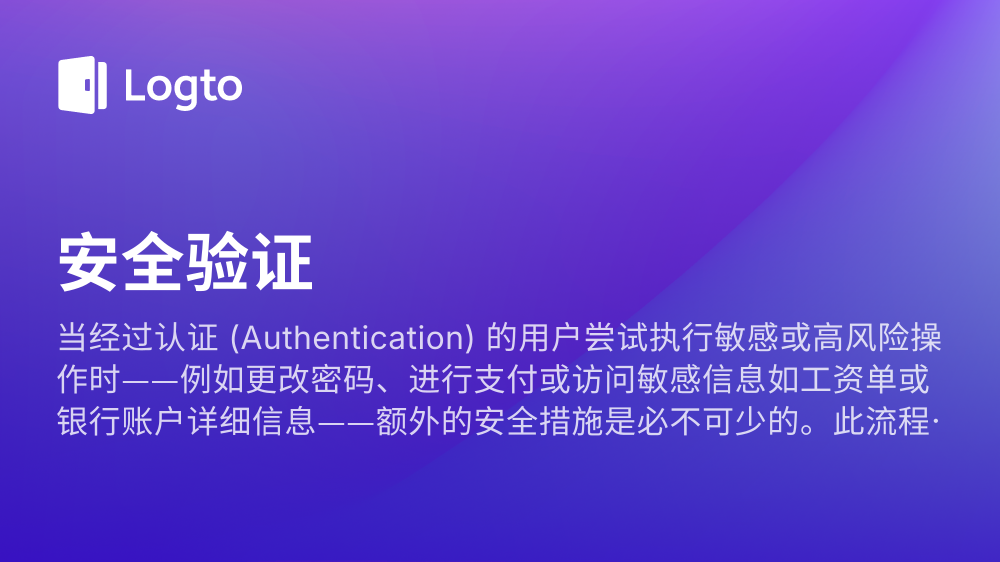 Logto
安全验证
当经过认证 (Authentication) 的用户尝试执行敏感或高风险操
作时——例如更改密码、进行支付或访问敏感信息如工资单或
银行账户详细信息——额外的安全措施是必不可少的。此流程·